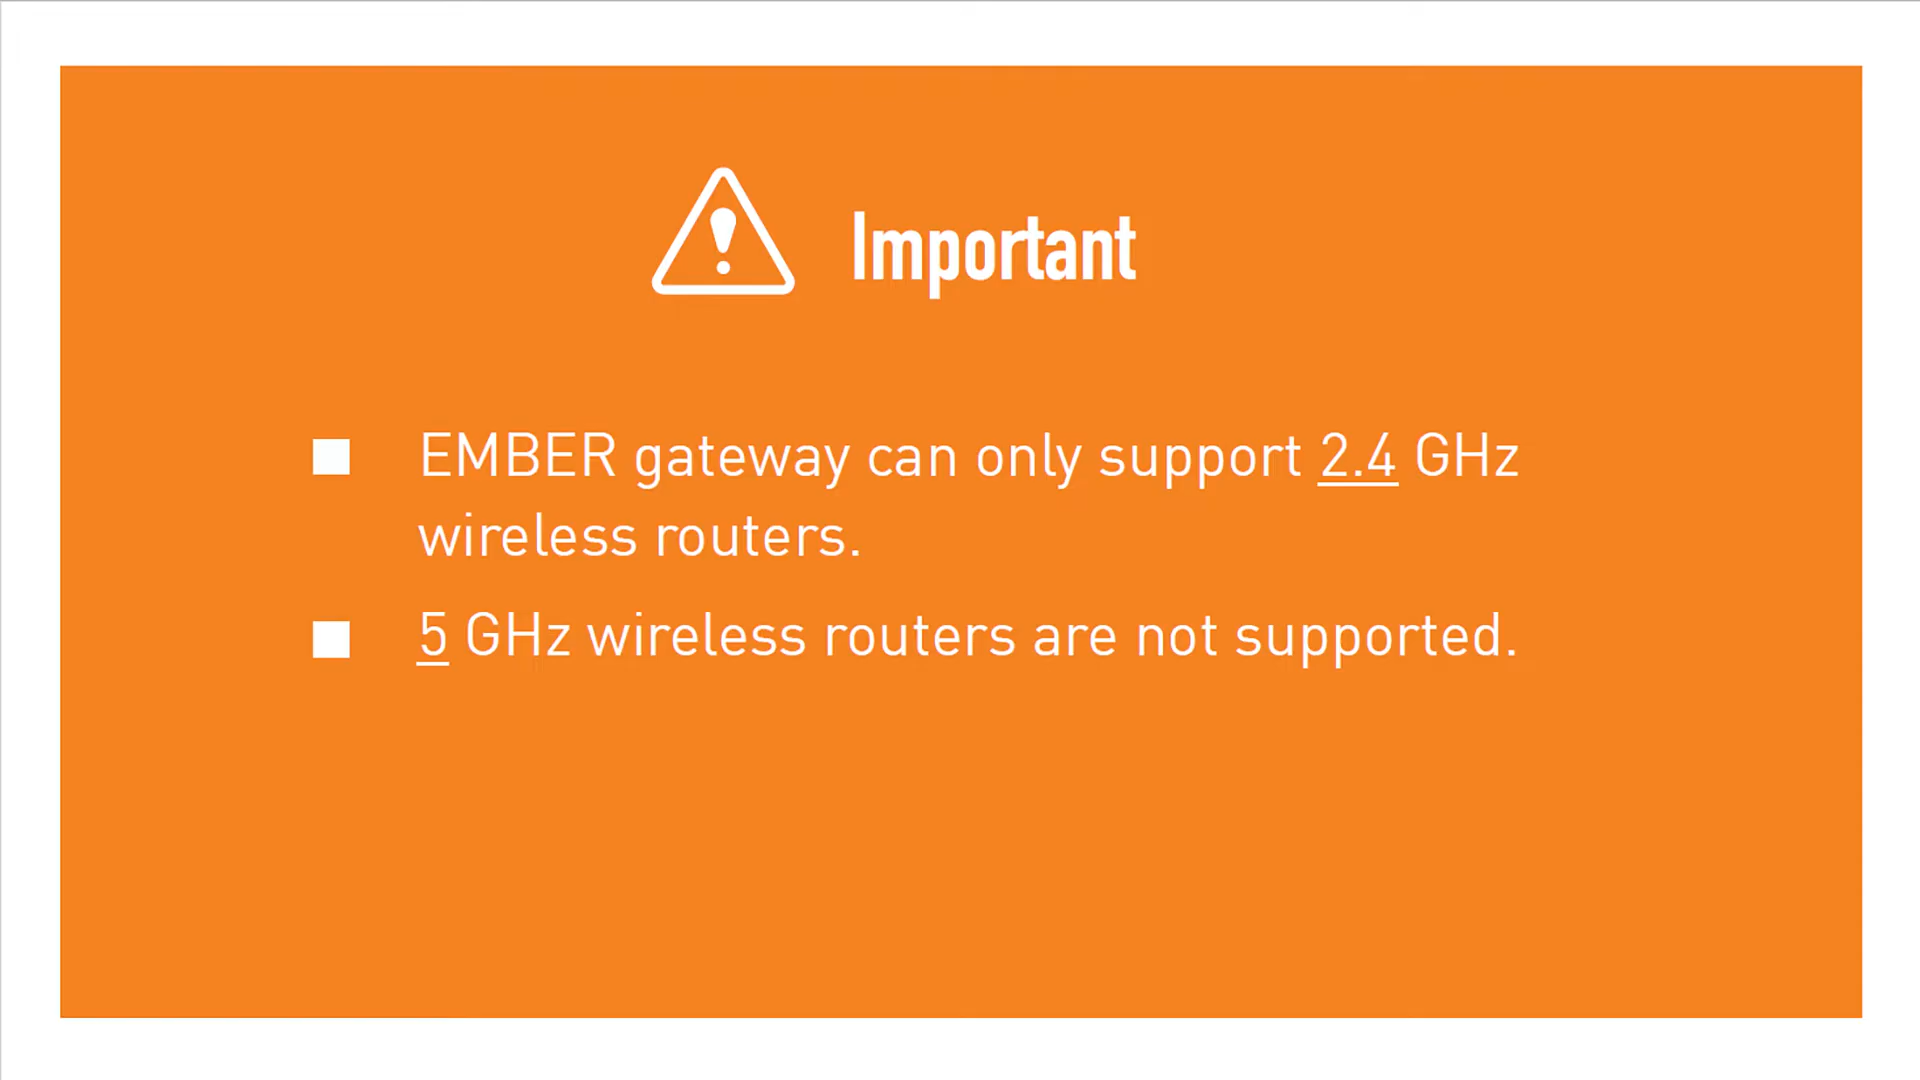 Important
EMBER gateway can only support 2.4 GHz
wireless routers.
5 GHz wireless routers are not supported.